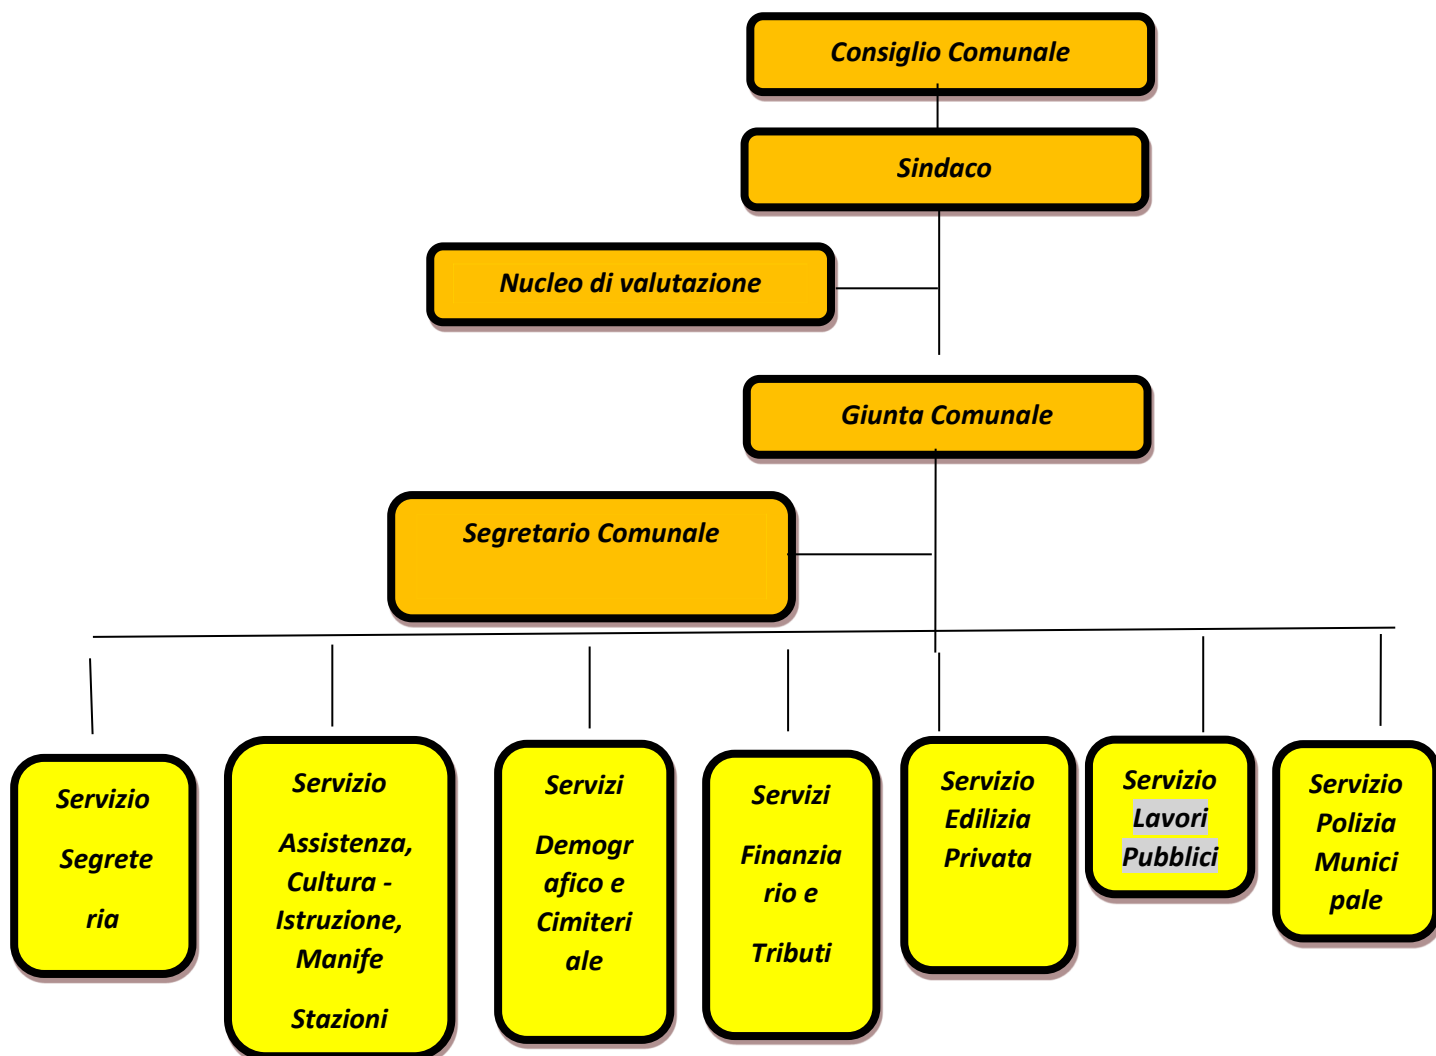 Consiglio Comunale
Sindaco
Nucleo di valutazione
Giunta Comunale
Segretario Comunale
Servizio
Segrete
ria
Servizio
Assistenza,
Cultura -
Istruzione,
Manife
Stazioni
Servizi
Demogr
afico e
Cimiteri
ale
Servizi
Finanzia
rio e
Tributi
Servizio
Edilizia
Privata
Servizio
Lavori
Pubblici
Servizio
Polizia
Munici
pale